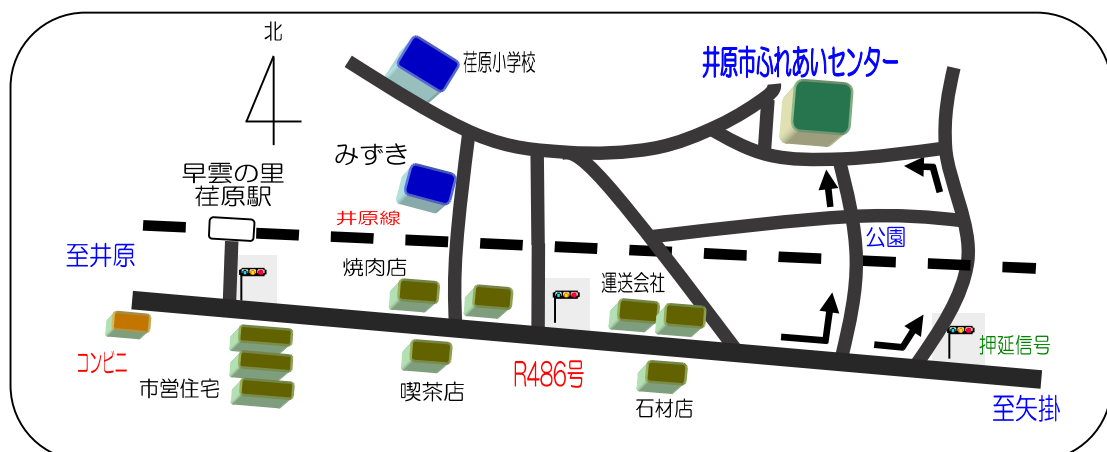 北
荏原小学校
井原市ふれあいセンター
みずき
早雲の里
荏原駅
井原線
至井原
公園
焼肉店
運送会社
押延信号
コンビニ
市営住宅
喫茶店
R486号
石材店
至矢掛